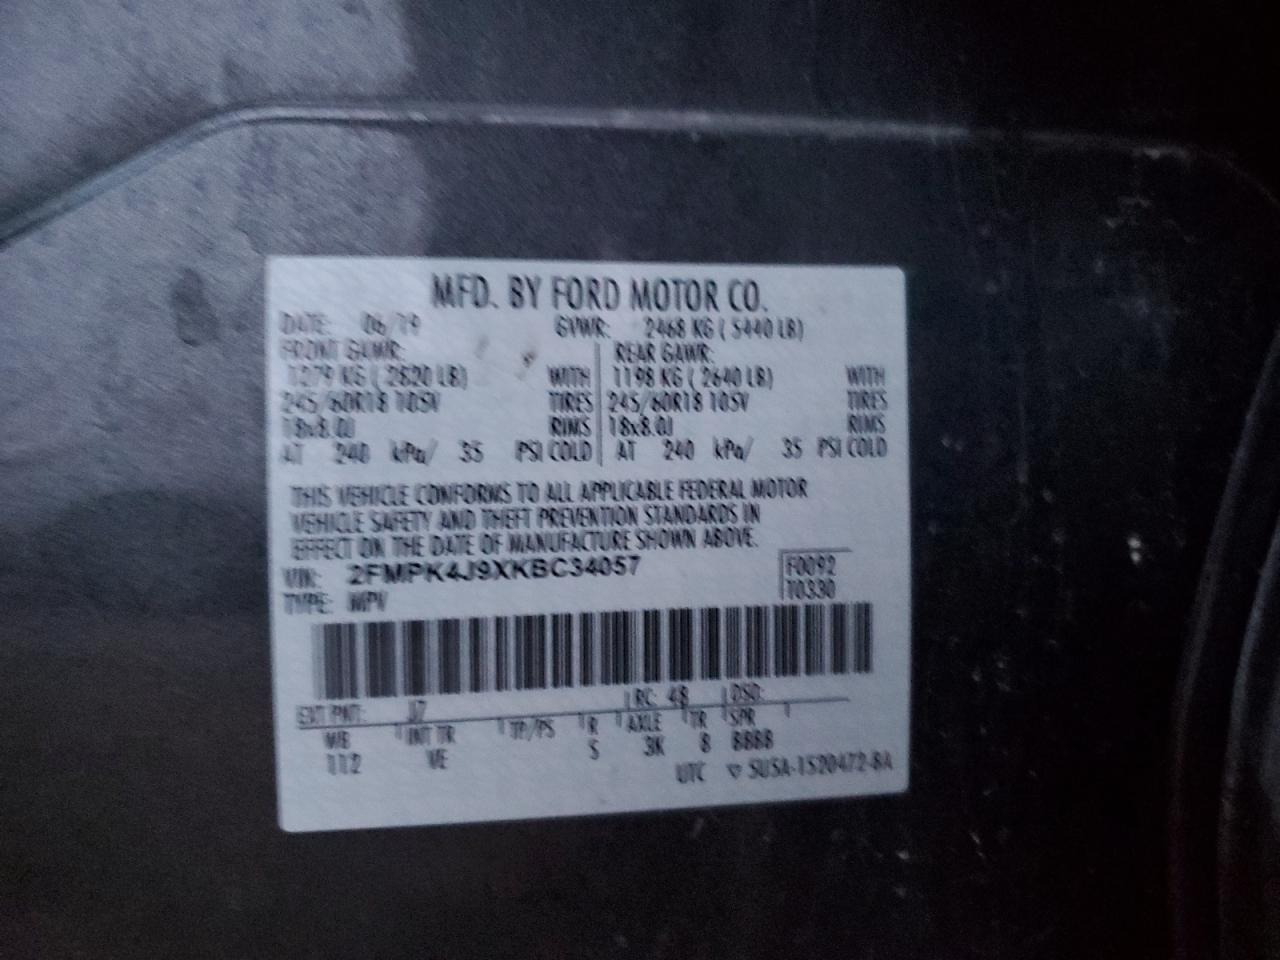 MFD. BY FORD MOTOR CO.
DATE: 06/19 GVWR: 2468 KG ( 5440 LB)
FRONT GAWR: REAR GAWR:
1279 KG ( 2820 LB) WITH 1198 KG ( 2640 LB) WITH
245/60R18 105V TIRES 245/60R18 105V TIRES
18x8.0J RIMS 18x8.0J RIMS
AT 240 kPa/ 35 PSI COLD AT 240 kPa/ 35 PSI COLD
THIS VEHICLE CONFORMS TO ALL APPLICABLE FEDERAL MOTOR
VEHICLE SAFETY AND THEFT PREVENTION STANDARDS IN
EFFECT ON THE DATE OF MANUFACTURE SHOWN ABOVE.
VIN: 2FMPK4J9XKBC34057 F0092
TYPE: MPV T0330
EXT PNT: J7 RC: 48 DSO:
WB INT TR TP/PS R AXLE TR SPR
112 VE S 3K 8 BBBB
UTC ▽ SU5A-1520472-BA